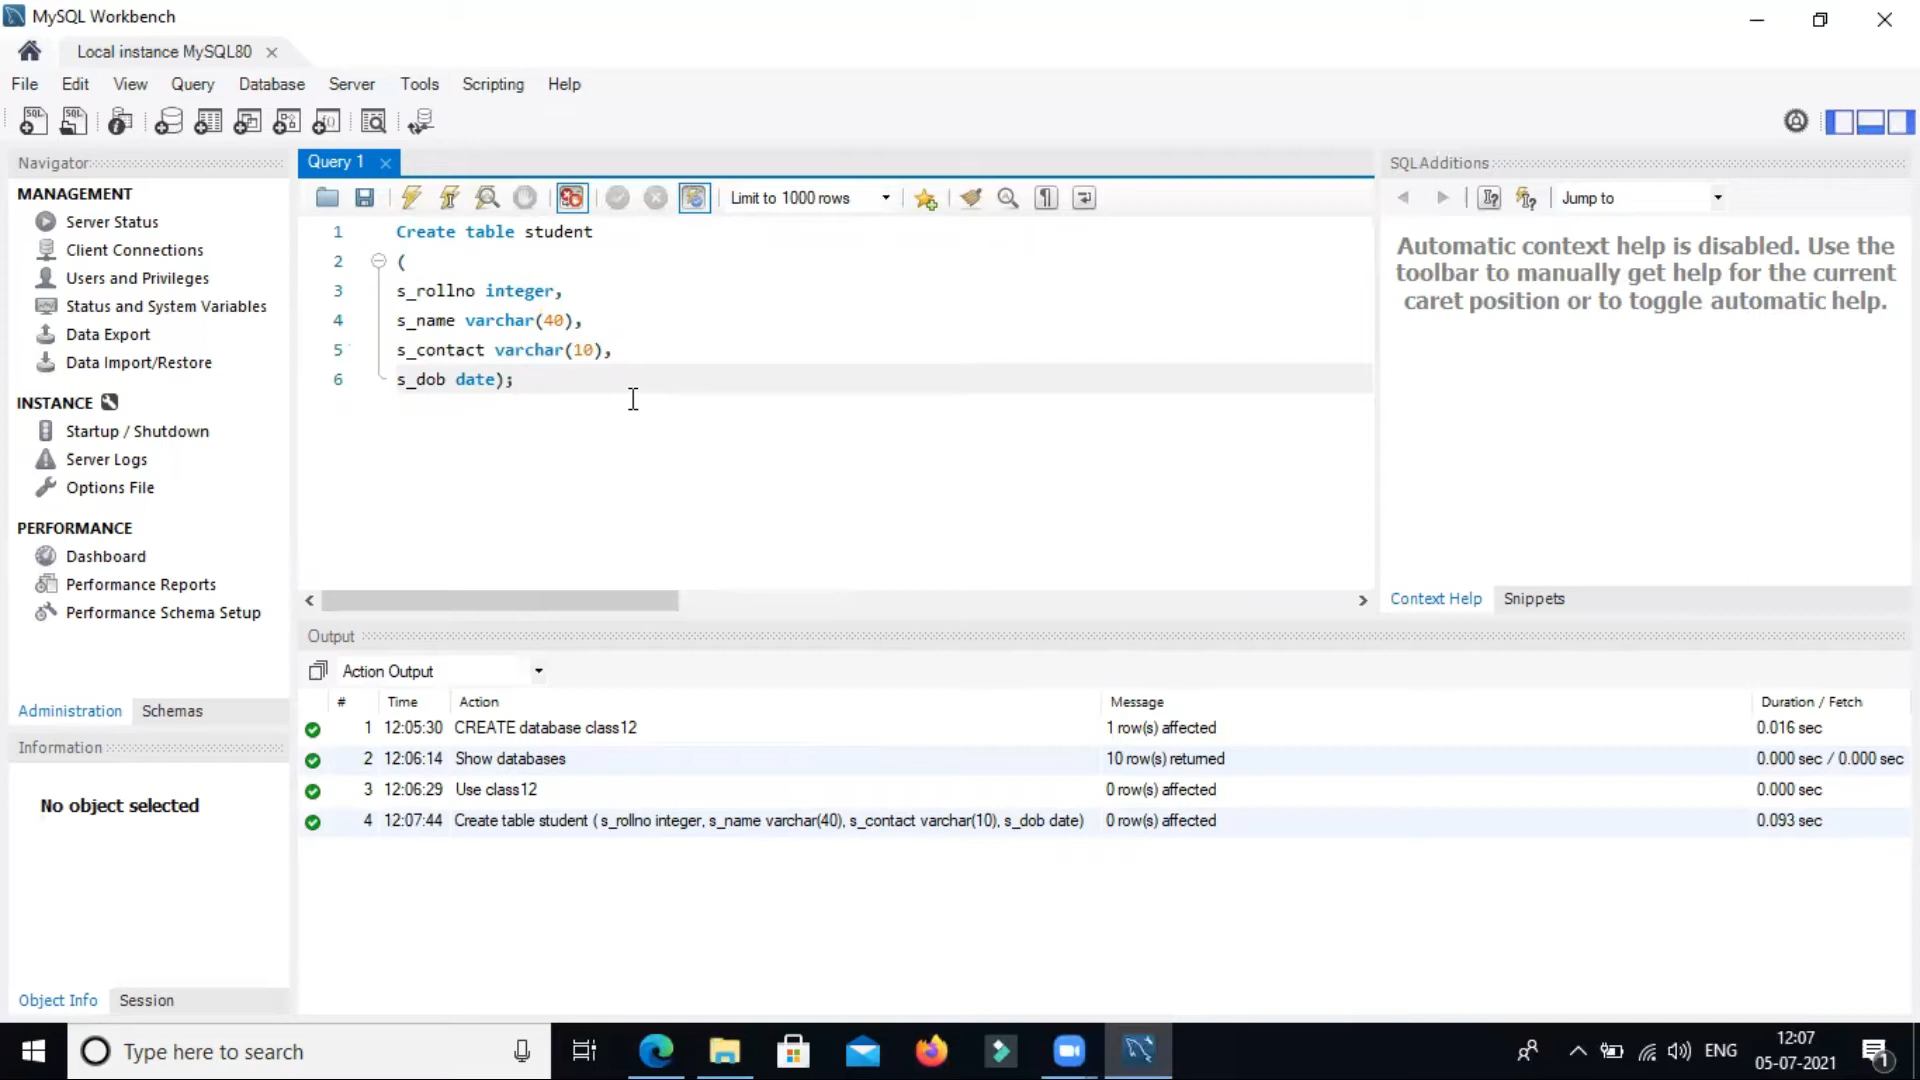 MySQL Workbench
Local instance MySQL80
File Edit View Query Database Server Tools Scripting Help
Navigator
MANAGEMENT
Server Status
Client Connections
Users and Privileges
Status and System Variables
Data Export
Data Import/Restore
INSTANCE
Startup / Shutdown
Server Logs
Options File
PERFORMANCE
Dashboard
Performance Reports
Performance Schema Setup
Administration Schemas
Information
No object selected
Object Info Session
Query 1
Limit to 1000 rows
1 Create table student
2 (
3 s_rollno integer,
4 s_name varchar(40),
5 s_contact varchar(10),
6 s_dob date);
SQL Additions
Jump to
Automatic context help is disabled. Use the
toolbar to manually get help for the current
caret position or to toggle automatic help.
Context Help Snippets
Output
Action Output
# Time Action Message Duration / Fetch
1 12:05:30 CREATE database class12 1 row(s) affected 0.016 sec
2 12:06:14 Show databases 10 row(s) returned 0.000 sec / 0.000 sec
3 12:06:29 Use class12 0 row(s) affected 0.000 sec
4 12:07:44 Create table student ( s_rollno integer, s_name varchar(40), s_contact varchar(10), s_dob date) 0 row(s) affected 0.093 sec
Type here to search
ENG
12:07
05-07-2021
1